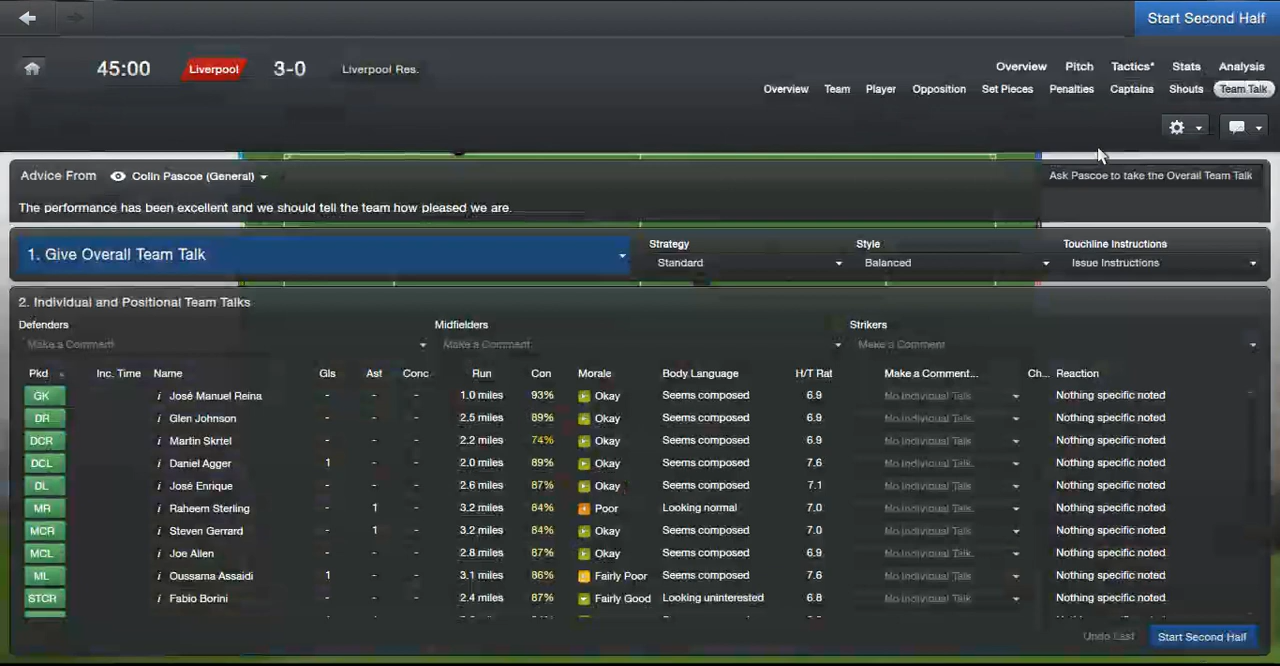 Start Second Half
45:00 Liverpool 3-0 Liverpool Res.
Overview Pitch Tactics* Stats Analysis
Overview Team Player Opposition Set Pieces Penalties Captains Shouts Team Talk
Advice From Colin Pascoe (General) Ask Pascoe to take the Overall Team Talk
The performance has been excellent and we should tell the team how pleased we are.
1. Give Overall Team Talk
Strategy Style Touchline Instructions
Standard Balanced Issue Instructions
2. Individual and Positional Team Talks
Defenders Midfielders Strikers
Make a Comment Make a Comment Make a Comment
Pkd Inc. Time Name Gls Ast Conc Run Con Morale Body Language H/T Rat Make a Comment... Ch... Reaction
GK i José Manuel Reina - - - 1.0 miles 93% Okay Seems composed 6.9 No Individual Talk Nothing specific noted
DR i Glen Johnson - - - 2.5 miles 89% Okay Seems composed 6.9 No Individual Talk Nothing specific noted
DCR i Martin Skrtel - - - 2.2 miles 74% Okay Seems composed 6.9 No Individual Talk Nothing specific noted
DCL i Daniel Agger 1 - - 2.0 miles 89% Okay Seems composed 7.6 No Individual Talk Nothing specific noted
DL i José Enrique - - - 2.6 miles 87% Okay Seems composed 7.1 No Individual Talk Nothing specific noted
MR i Raheem Sterling - 1 - 3.2 miles 84% Poor Looking normal 7.0 No Individual Talk Nothing specific noted
MCR i Steven Gerrard - 1 - 3.2 miles 84% Okay Seems composed 7.0 No Individual Talk Nothing specific noted
MCL i Joe Allen - - - 2.8 miles 87% Okay Seems composed 6.9 No Individual Talk Nothing specific noted
ML i Oussama Assaidi 1 - - 3.1 miles 86% Fairly Poor Seems composed 7.6 No Individual Talk Nothing specific noted
STCR i Fabio Borini - - - 2.4 miles 87% Fairly Good Looking uninterested 6.8 No Individual Talk Nothing specific noted
Undo Last Start Second Half